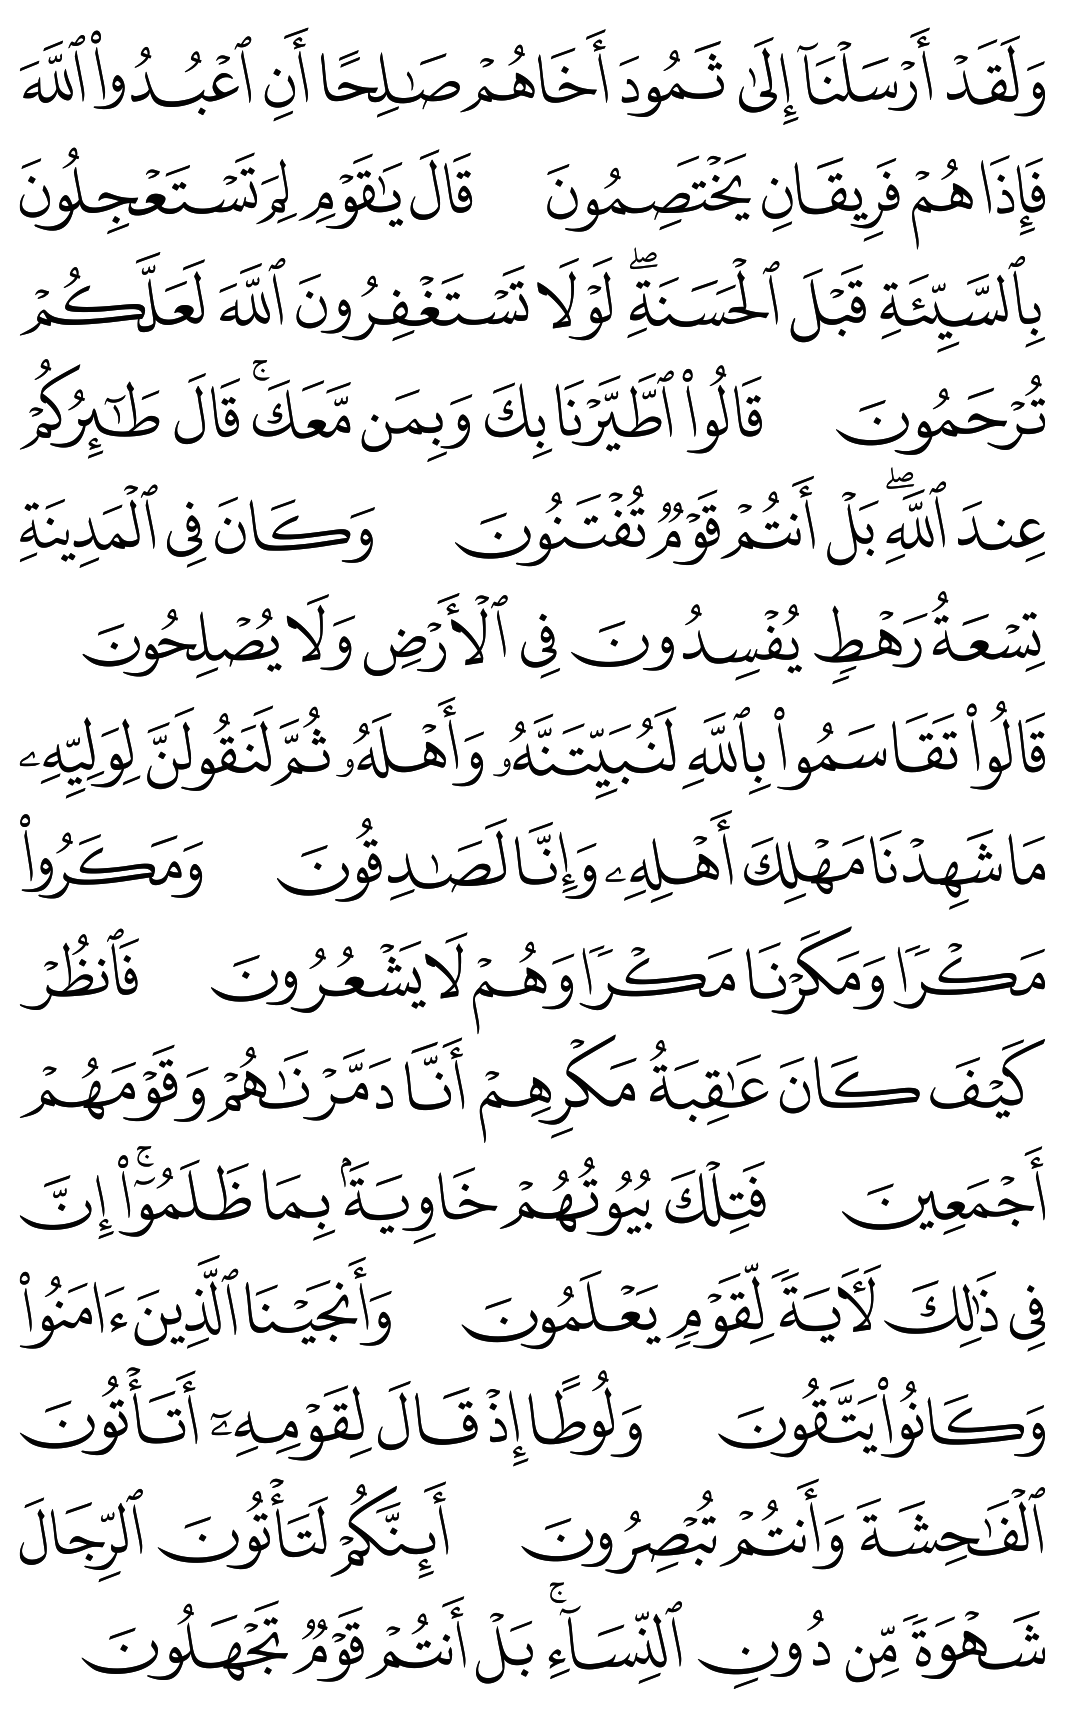 وَلَقَدۡ أَرۡسَلۡنَآ إِلَىٰ ثَمُودَ أَخَاهُمۡ صَٰلِحًا أَنِ ٱعۡبُدُواْ ٱللَّهَ
فَإِذَا هُمۡ فَرِيقَانِ يَخۡتَصِمُونَ قَالَ يَٰقَوۡمِ لِمَ تَسۡتَعۡجِلُونَ
بِٱلسَّيِّئَةِ قَبۡلَ ٱلۡحَسَنَةِۖ لَوۡلَا تَسۡتَغۡفِرُونَ ٱللَّهَ لَعَلَّكُمۡ
تُرۡحَمُونَ قَالُواْ ٱطَّيَّرۡنَا بِكَ وَبِمَن مَّعَكَۚ قَالَ طَٰٓئِرُكُمۡ
عِندَ ٱللَّهِۖ بَلۡ أَنتُمۡ قَوۡمٞ تُفۡتَنُونَ وَكَانَ فِي ٱلۡمَدِينَةِ
تِسۡعَةُ رَهۡطٖ يُفۡسِدُونَ فِي ٱلۡأَرۡضِ وَلَا يُصۡلِحُونَ
قَالُواْ تَقَاسَمُواْ بِٱللَّهِ لَنُبَيِّتَنَّهُۥ وَأَهۡلَهُۥ ثُمَّ لَنَقُولَنَّ لِوَلِيِّهِۦ
مَا شَهِدۡنَا مَهۡلِكَ أَهۡلِهِۦ وَإِنَّا لَصَٰدِقُونَ وَمَكَرُواْ
مَكۡرٗا وَمَكَرۡنَا مَكۡرٗا وَهُمۡ لَا يَشۡعُرُونَ فَٱنظُرۡ
كَيۡفَ كَانَ عَٰقِبَةُ مَكۡرِهِمۡ أَنَّا دَمَّرۡنَٰهُمۡ وَقَوۡمَهُمۡ
أَجۡمَعِينَ فَتِلۡكَ بُيُوتُهُمۡ خَاوِيَةَۢ بِمَا ظَلَمُوٓاْۚ إِنَّ
فِي ذَٰلِكَ لَأٓيَةٗ لِّقَوۡمٖ يَعۡلَمُونَ وَأَنجَيۡنَا ٱلَّذِينَ ءَامَنُواْ
وَكَانُواْ يَتَّقُونَ وَلُوطًا إِذۡ قَالَ لِقَوۡمِهِۦٓ أَتَأۡتُونَ
ٱلۡفَٰحِشَةَ وَأَنتُمۡ تُبۡصِرُونَ أَئِنَّكُمۡ لَتَأۡتُونَ ٱلرِّجَالَ
شَهۡوَةٗ مِّن دُونِ ٱلنِّسَآءِۚ بَلۡ أَنتُمۡ قَوۡمٞ تَجۡهَلُونَ